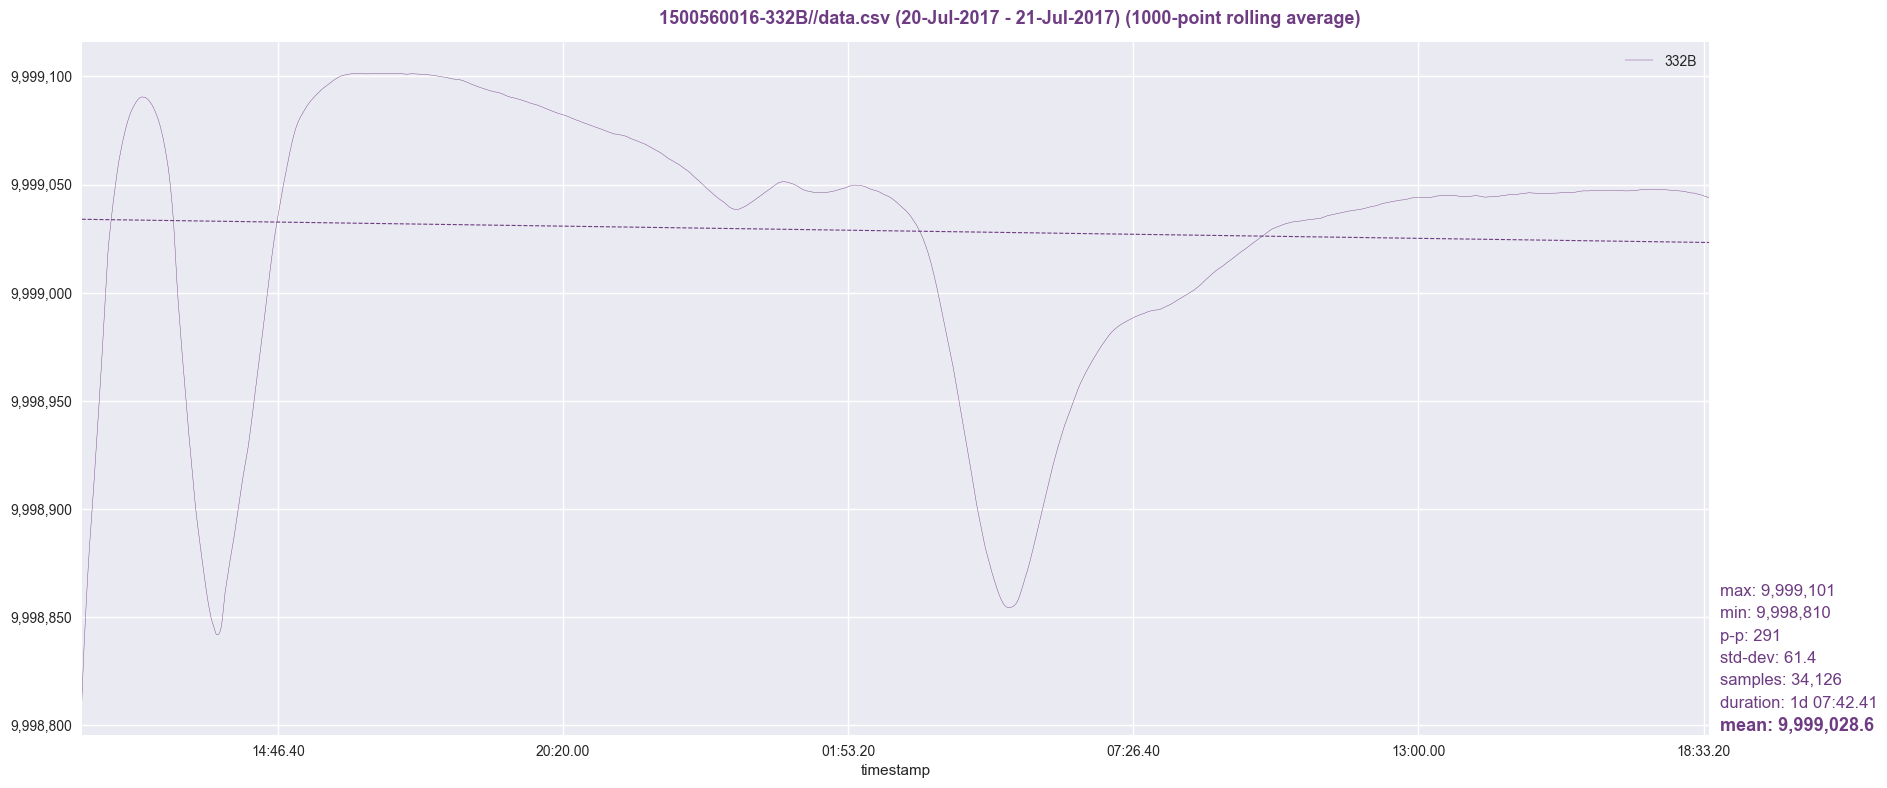 1500560016-332B//data.csv (20-Jul-2017 - 21-Jul-2017) (1000-point rolling average)
332B
9,999,100
9,999,050
9,999,000
9,998,950
9,998,900
9,998,850
9,998,800
max: 9,999,101
min: 9,998,810
p-p: 291
std-dev: 61.4
samples: 34,126
duration: 1d 07:42.41
mean: 9,999,028.6
14:46.40 20:20.00 01:53.20 07:26.40 13:00.00 18:33.20
timestamp